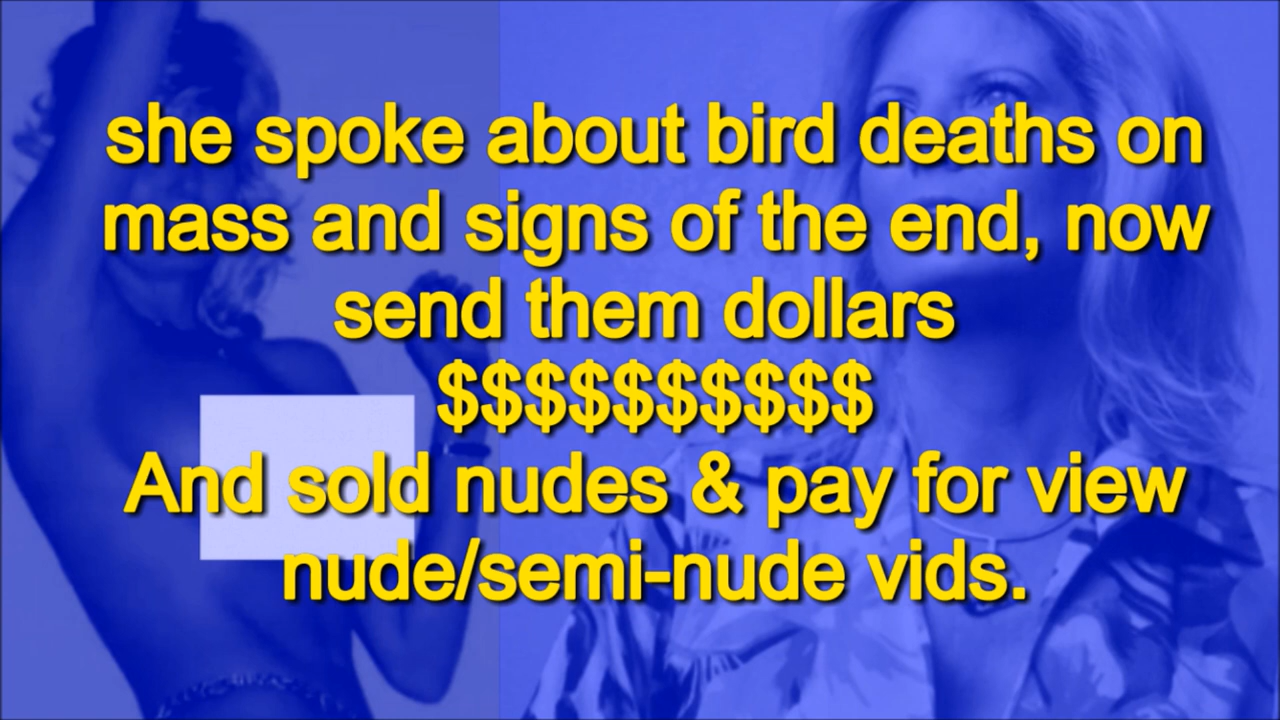 she spoke about bird deaths on
mass and signs of the end, now
send them dollars
$$$$$$$$$$
And sold nudes & pay for view
nude/semi-nude vids.